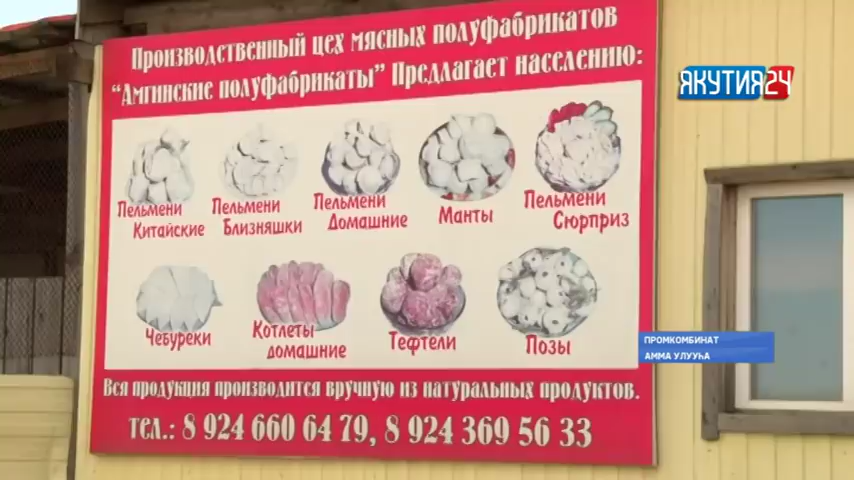 Производственный цех мясных полуфабрикатов
“Амгинские полуфабрикаты” Предлагает населению:
ЯКУТИЯ24
Пельмени
Китайские
Пельмени
Близняшки
Пельмени
Домашние
Манты
Пельмени
Сюрприз
Чебуреки
Котлеты
домашние
Тефтели
Позы
ПРОМКОМБИНАТ
АММА УЛУУҺА
Вся продукция производится вручную из натуральных продуктов.
тел.: 8 924 660 64 79, 8 924 369 56 33